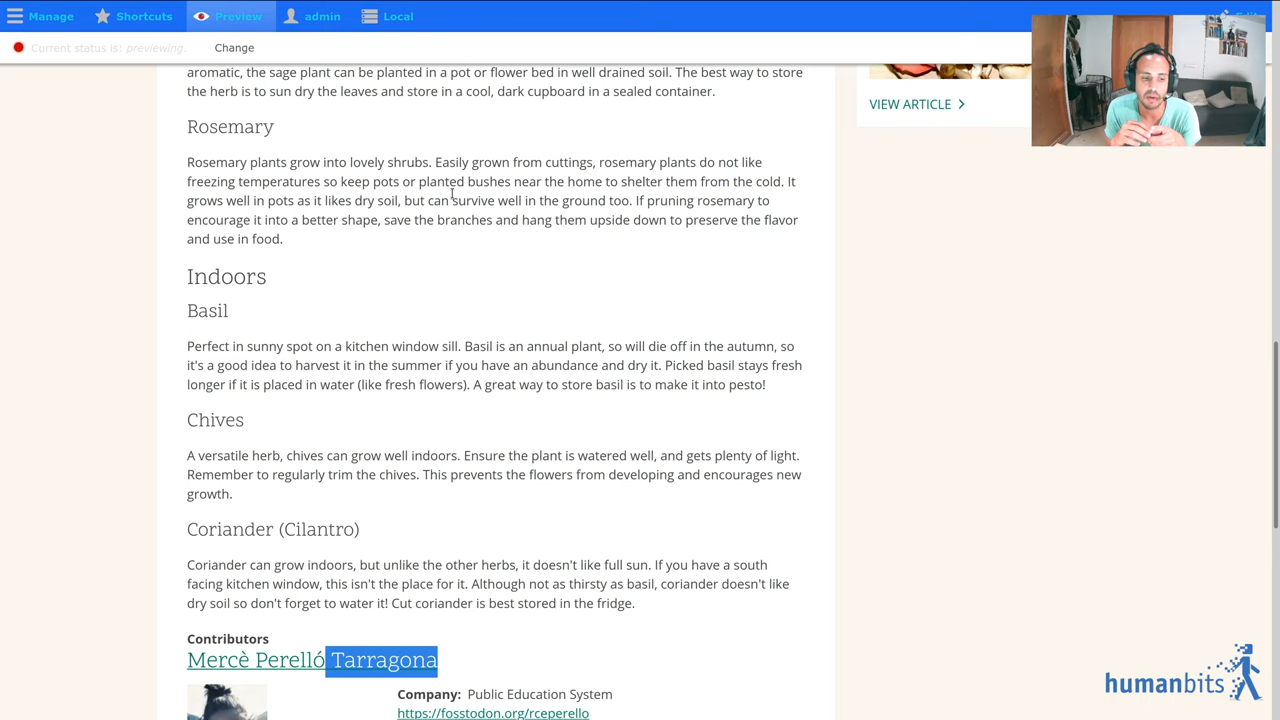 Manage Shortcuts Preview admin Local Edit
Current status is: previewing. Change
aromatic, the sage plant can be planted in a pot or flower bed in well drained soil. The best way to store
the herb is to sun dry the leaves and store in a cool, dark cupboard in a sealed container.
VIEW ARTICLE
Rosemary
Rosemary plants grow into lovely shrubs. Easily grown from cuttings, rosemary plants do not like
freezing temperatures so keep pots or planted bushes near the home to shelter them from the cold. It
grows well in pots as it likes dry soil, but can survive well in the ground too. If pruning rosemary to
encourage it into a better shape, save the branches and hang them upside down to preserve the flavor
and use in food.
Indoors
Basil
Perfect in sunny spot on a kitchen window sill. Basil is an annual plant, so will die off in the autumn, so
it's a good idea to harvest it in the summer if you have an abundance and dry it. Picked basil stays fresh
longer if it is placed in water (like fresh flowers). A great way to store basil is to make it into pesto!
Chives
A versatile herb, chives can grow well indoors. Ensure the plant is watered well, and gets plenty of light.
Remember to regularly trim the chives. This prevents the flowers from developing and encourages new
growth.
Coriander (Cilantro)
Coriander can grow indoors, but unlike the other herbs, it doesn't like full sun. If you have a south
facing kitchen window, this isn't the place for it. Although not as thirsty as basil, coriander doesn't like
dry soil so don't forget to water it! Cut coriander is best stored in the fridge.
Contributors
Mercè Perelló Tarragona
Company: Public Education System
https://fosstodon.org/rceperello
humanbits